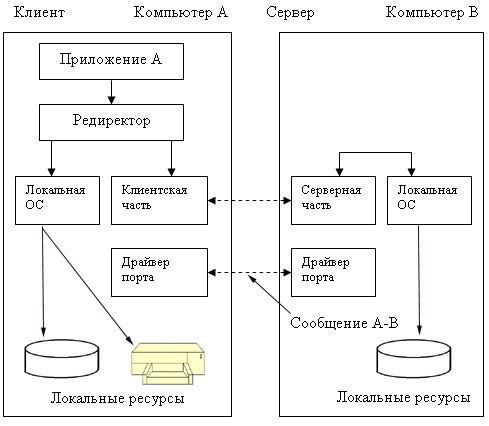 Клиент
Компьютер А
Сервер
Компьютер В
Приложение А
Редиректор
Локальная
ОС
Клиентская
часть
Серверная
часть
Локальная
ОС
Драйвер
порта
Драйвер
порта
Сообщение А-В
Локальные ресурсы
Локальные ресурсы